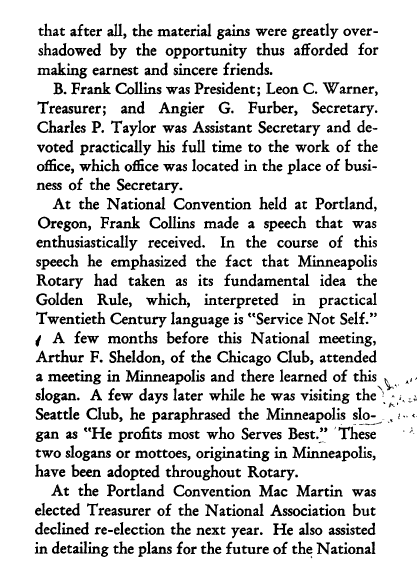 that after all, the material gains were greatly over-
shadowed by the opportunity thus afforded for
making earnest and sincere friends.
B. Frank Collins was President; Leon C. Warner,
Treasurer; and Angier G. Furber, Secretary.
Charles P. Taylor was Assistant Secretary and de-
voted practically his full time to the work of the
office, which office was located in the place of busi-
ness of the Secretary.
At the National Convention held at Portland,
Oregon, Frank Collins made a speech that was
enthusiastically received. In the course of this
speech he emphasized the fact that Minneapolis
Rotary had taken as its fundamental idea the
Golden Rule, which, interpreted in practical
Twentieth Century language is "Service Not Self."
A few months before this National meeting,
Arthur F. Sheldon, of the Chicago Club, attended
a meeting in Minneapolis and there learned of this
slogan. A few days later while he was visiting the
Seattle Club, he paraphrased the Minneapolis slo-
gan as "He profits most who Serves Best." These
two slogans or mottoes, originating in Minneapolis,
have been adopted throughout Rotary.
At the Portland Convention Mac Martin was
elected Treasurer of the National Association but
declined re-election the next year. He also assisted
in detailing the plans for the future of the National